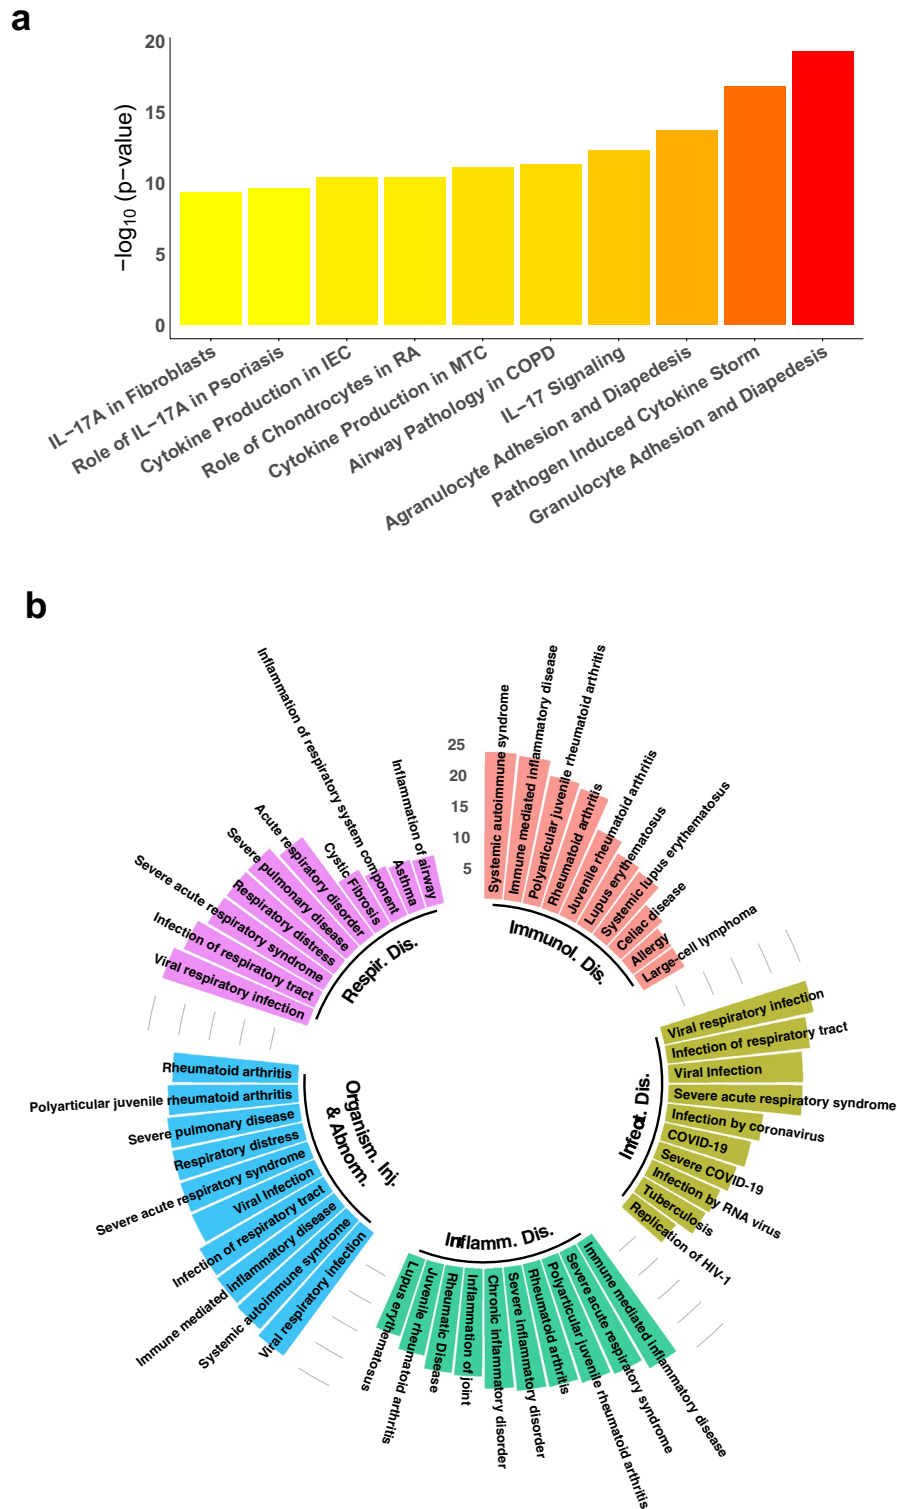 a
−log10 (p−value)
20
15
10
5
0
IL−17A in Fibroblasts
Role of IL−17A in Psoriasis
Cytokine Production in IEC
Role of Chondrocytes in RA
Cytokine Production in MTC
Airway Pathology in COPD
IL−17 Signaling
Agranulocyte Adhesion and Diapedesis
Pathogen Induced Cytokine Storm
Granulocyte Adhesion and Diapedesis
b
25
20
15
10
5
Systemic autoimmune syndrome
Immune mediated inflammatory disease
Polyarticular juvenile rheumatoid arthritis
Rheumatoid arthritis
Juvenile rheumatoid arthritis
Lupus erythematosus
Systemic lupus erythematosus
Celiac disease
Allergy
Large-cell lymphoma
Immunol. Dis.
Viral respiratory infection
Infection of respiratory tract
Viral Infection
Severe acute respiratory syndrome
Infection by coronavirus
COVID-19
Severe COVID-19
Infection by RNA virus
Tuberculosis
Replication of HIV-1
Infect. Dis.
Immune mediated inflammatory disease
Severe acute respiratory syndrome
Polyarticular juvenile rheumatoid arthritis
Rheumatoid arthritis
Severe inflammatory disorder
Chronic inflammatory disorder
Inflammation of joint
Rheumatic Disease
Juvenile rheumatoid arthritis
Lupus erythematosus
Inflamm. Dis.
Viral respiratory infection
Systemic autoimmune syndrome
Immune mediated inflammatory disease
Infection of respiratory tract
Viral Infection
Severe acute respiratory syndrome
Respiratory distress
Severe pulmonary disease
Polyarticular juvenile rheumatoid arthritis
Rheumatoid arthritis
Organism. Inj.
& Abnorm.
Viral respiratory infection
Infection of respiratory tract
Severe acute respiratory syndrome
Respiratory distress
Severe pulmonary disease
Acute respiratory disorder
Cystic Fibrosis
Inflammation of respiratory system component
Asthma
Inflammation of airway
Respir. Dis.